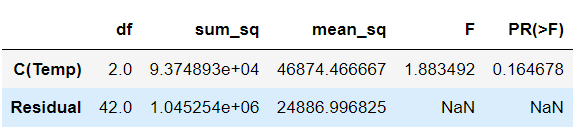 df sum_sq mean_sq F PR(>F)
C(Temp) 2.0 9.374893e+04 46874.466667 1.883492 0.164678
Residual 42.0 1.045254e+06 24886.996825 NaN NaN